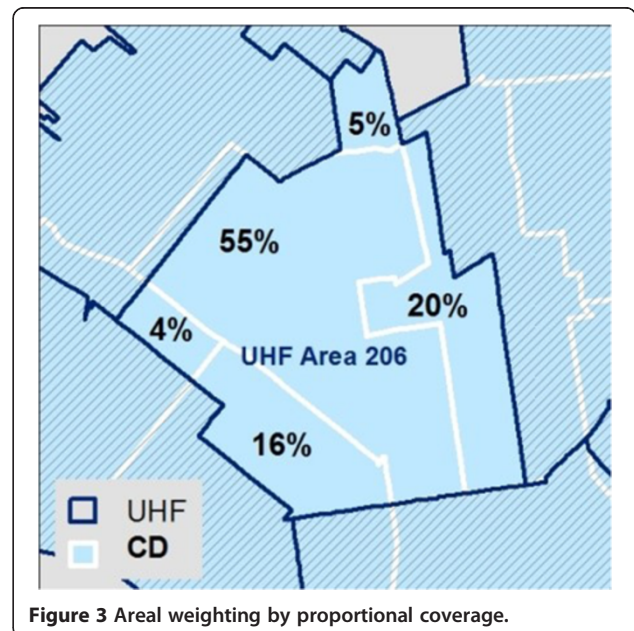 5%
55%
20%
4%
UHF Area 206
16%
UHF
CD
Figure 3 Areal weighting by proportional coverage.